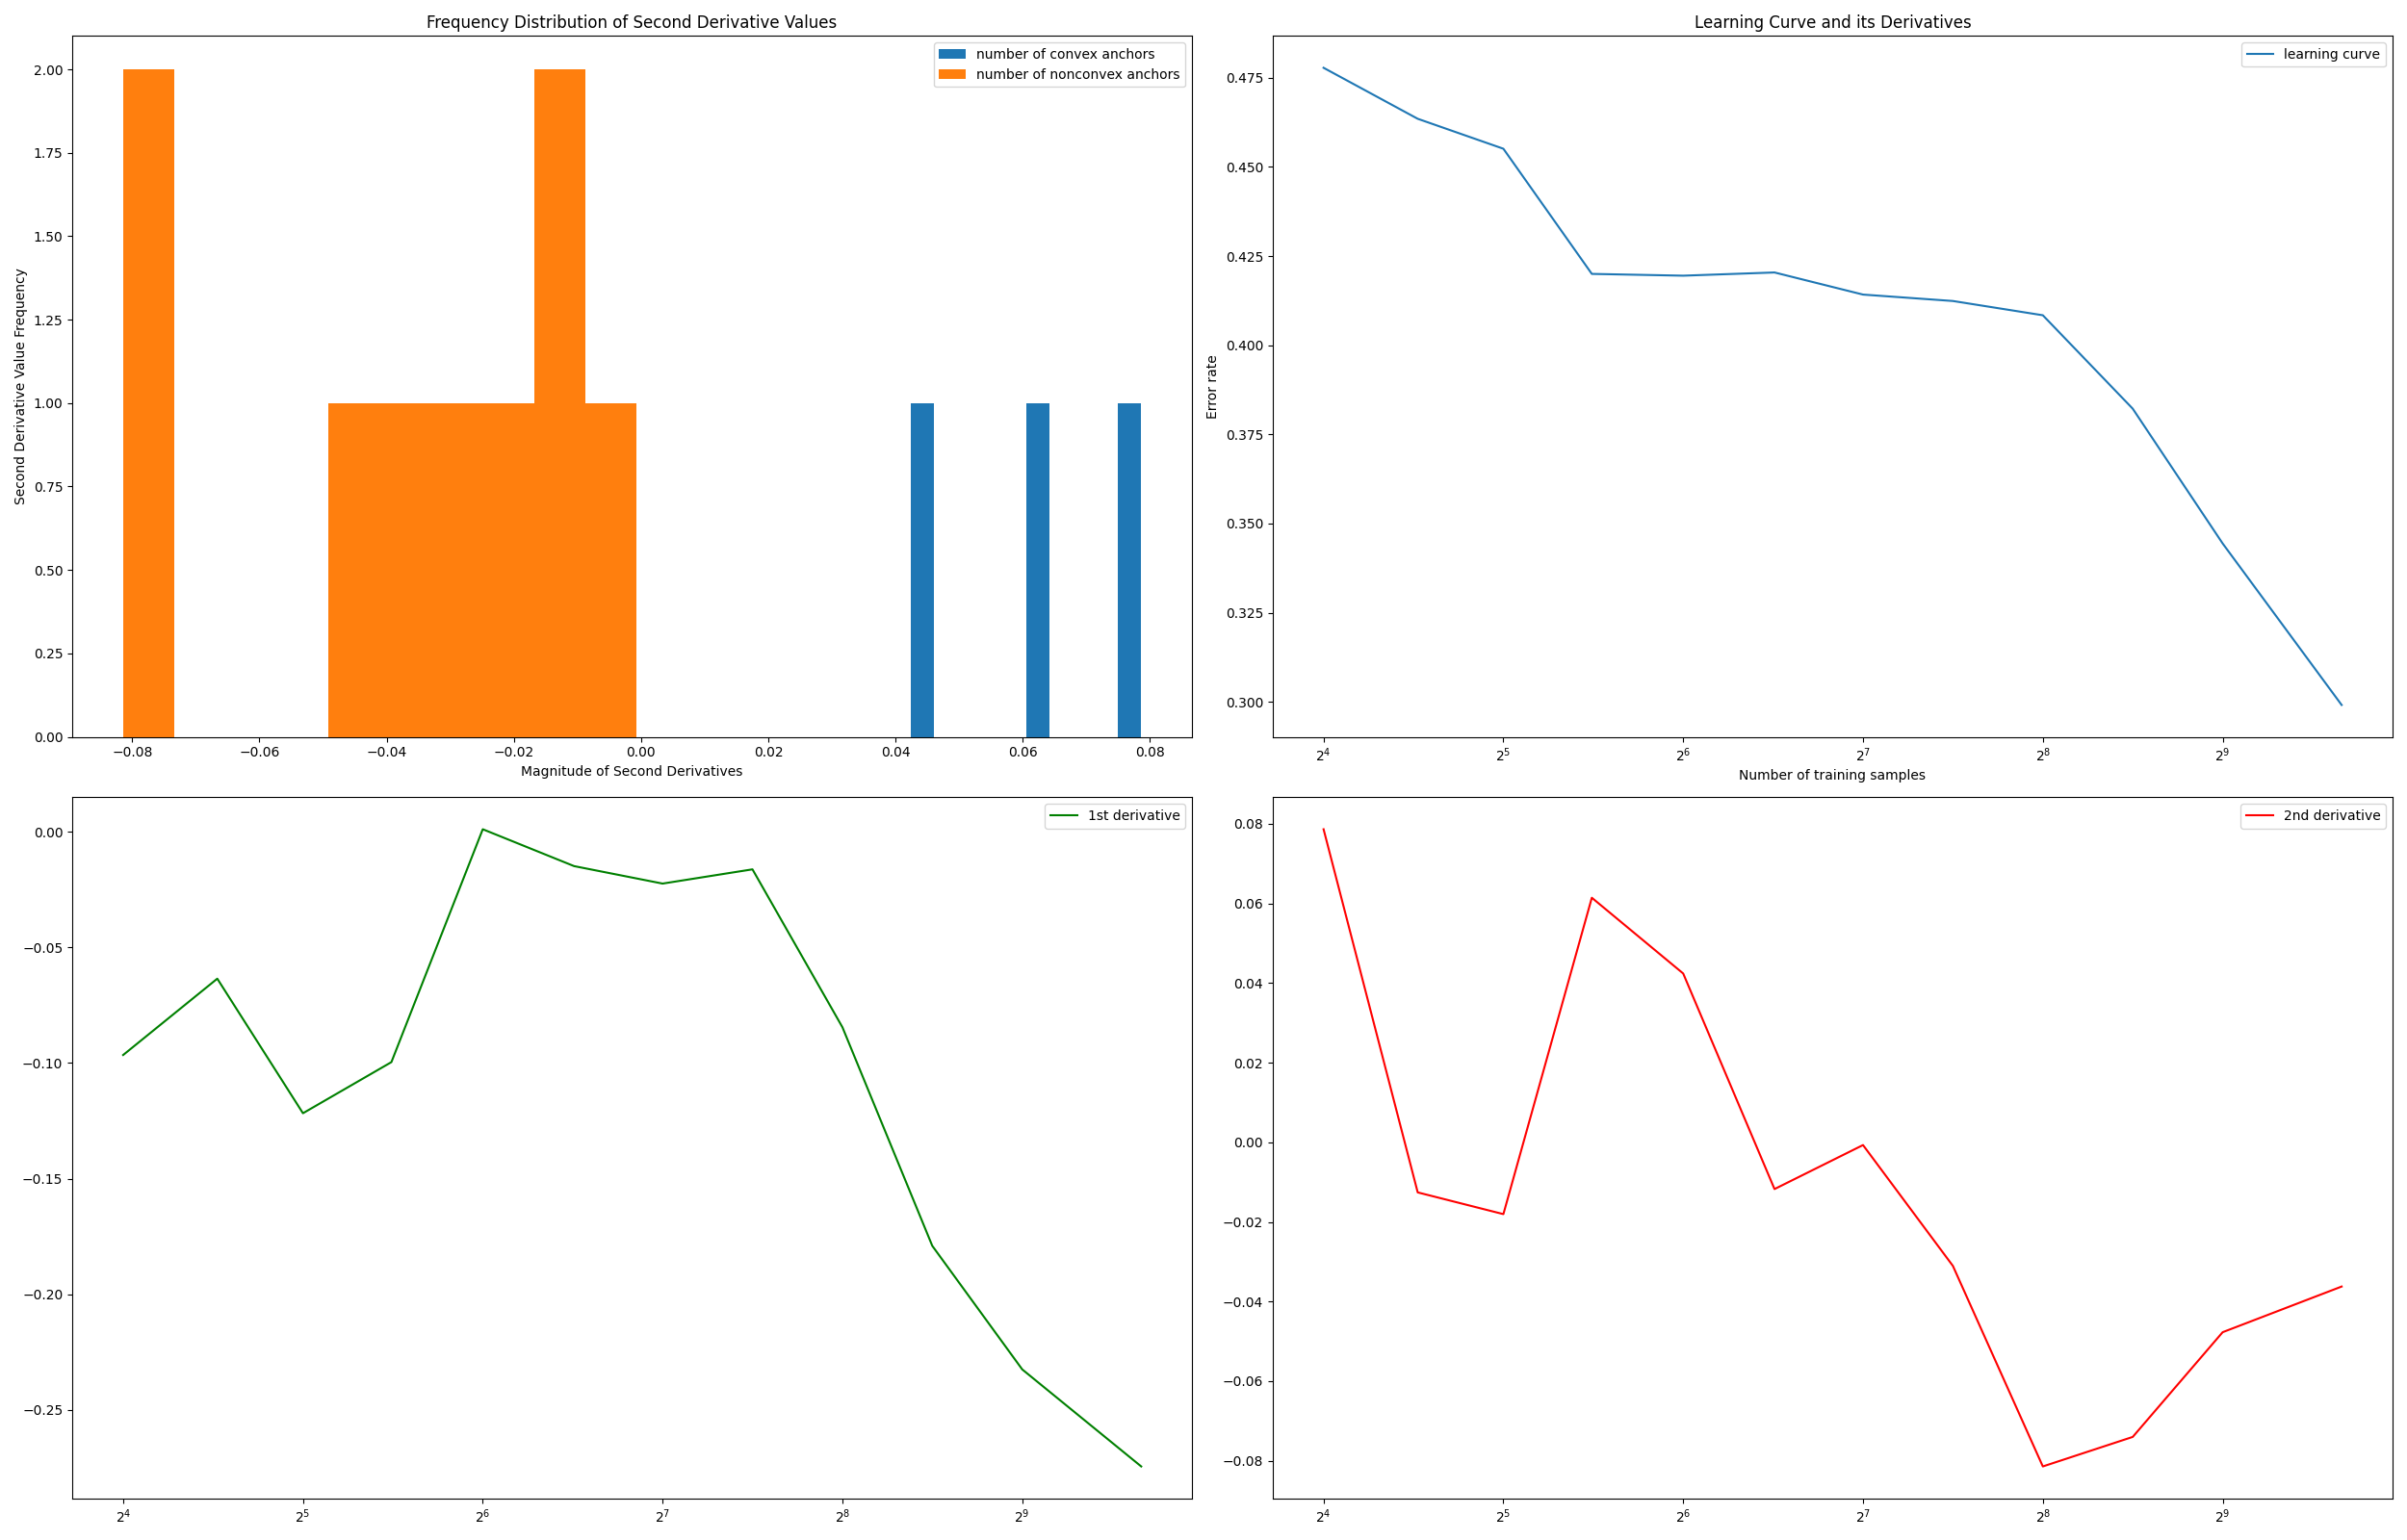 Frequency Distribution of Second Derivative Values
number of convex anchors
number of nonconvex anchors
Second Derivative Value Frequency
2.00
1.75
1.50
1.25
1.00
0.75
0.50
0.25
0.00
−0.08 −0.06 −0.04 −0.02 0.00 0.02 0.04 0.06 0.08
Magnitude of Second Derivatives
Learning Curve and its Derivatives
learning curve
Error rate
0.475
0.450
0.425
0.400
0.375
0.350
0.325
0.300
2⁴ 2⁵ 2⁶ 2⁷ 2⁸ 2⁹
Number of training samples
1st derivative
0.00
−0.05
−0.10
−0.15
−0.20
−0.25
2⁴ 2⁵ 2⁶ 2⁷ 2⁸ 2⁹
2nd derivative
0.08
0.06
0.04
0.02
0.00
−0.02
−0.04
−0.06
−0.08
2⁴ 2⁵ 2⁶ 2⁷ 2⁸ 2⁹